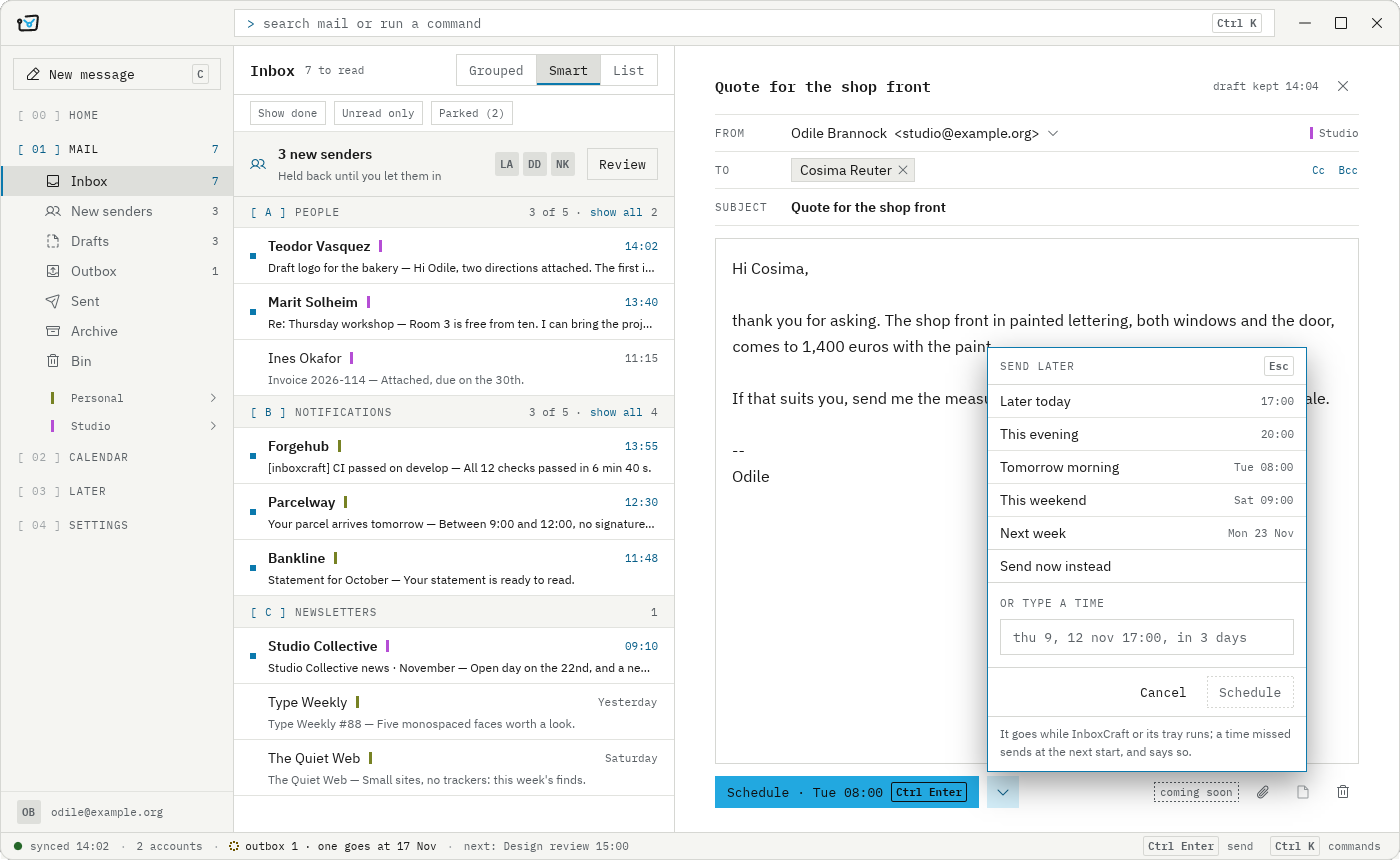 > search mail or run a command Ctrl K
New message C
[ 00 ] HOME
[ 01 ] MAIL 7
Inbox 7
New senders 3
Drafts 3
Outbox 1
Sent
Archive
Bin
Personal
Studio
[ 02 ] CALENDAR
[ 03 ] LATER
[ 04 ] SETTINGS
OB odile@example.org
Inbox 7 to read Grouped Smart List
Show done Unread only Parked (2)
3 new senders
Held back until you let them in
LA DD NK Review
[ A ] PEOPLE 3 of 5 · show all 2
Teodor Vasquez 14:02
Draft logo for the bakery — Hi Odile, two directions attached. The first i…
Marit Solheim 13:40
Re: Thursday workshop — Room 3 is free from ten. I can bring the proj…
Ines Okafor 11:15
Invoice 2026-114 — Attached, due on the 30th.
[ B ] NOTIFICATIONS 3 of 5 · show all 4
Forgehub 13:55
[inboxcraft] CI passed on develop — All 12 checks passed in 6 min 40 s.
Parcelway 12:30
Your parcel arrives tomorrow — Between 9:00 and 12:00, no signature…
Bankline 11:48
Statement for October — Your statement is ready to read.
[ C ] NEWSLETTERS 1
Studio Collective 09:10
Studio Collective news · November — Open day on the 22nd, and a ne…
Type Weekly Yesterday
Type Weekly #88 — Five monospaced faces worth a look.
The Quiet Web Saturday
The Quiet Web — Small sites, no trackers: this week's finds.
Quote for the shop front draft kept 14:04
FROM Odile Brannock <studio@example.org> Studio
TO Cosima Reuter Cc Bcc
SUBJECT Quote for the shop front
Hi Cosima,
thank you for asking. The shop front in painted lettering, both windows and the door,
comes to 1,400 euros with the paint
If that suits you, send me the measu ale.
--
Odile
SEND LATER Esc
Later today 17:00
This evening 20:00
Tomorrow morning Tue 08:00
This weekend Sat 09:00
Next week Mon 23 Nov
Send now instead
OR TYPE A TIME
thu 9, 12 nov 17:00, in 3 days
Cancel Schedule
It goes while InboxCraft or its tray runs; a time missed
sends at the next start, and says so.
Schedule · Tue 08:00 Ctrl Enter coming soon
synced 14:02 · 2 accounts · outbox 1 · one goes at 17 Nov · next: Design review 15:00 Ctrl Enter send Ctrl K commands